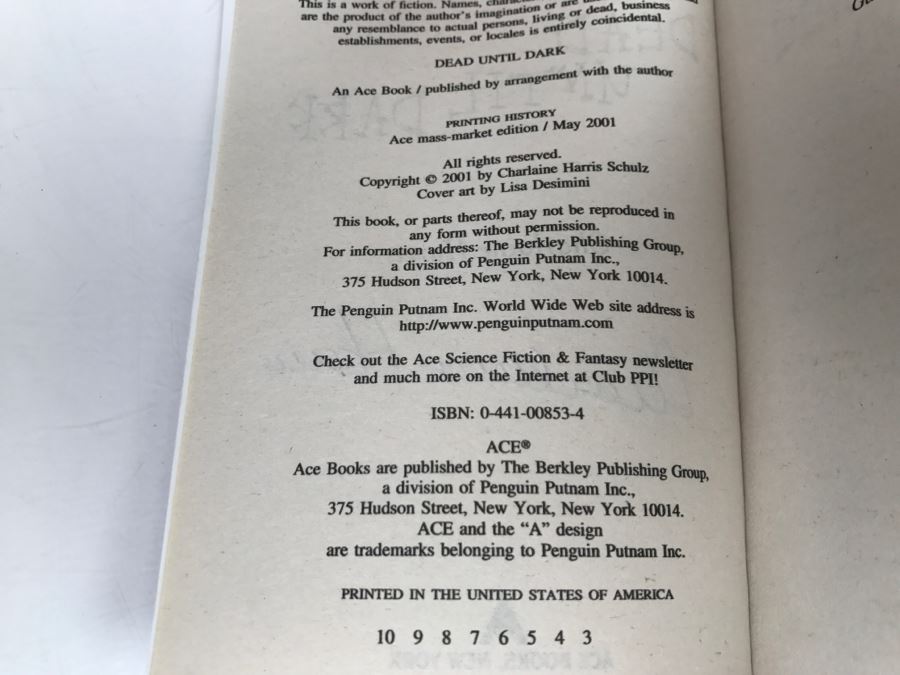 This is a work of fiction. Names, are
are the product of the author's imagination or are
any resemblance to actual persons, living or dead, business
establishments, events, or locales is entirely coincidental.
DEAD UNTIL DARK
An Ace Book / published by arrangement with the author
PRINTING HISTORY
Ace mass-market edition / May 2001
All rights reserved.
Copyright © 2001 by Charlaine Harris Schulz
Cover art by Lisa Desimini
This book, or parts thereof, may not be reproduced in
any form without permission.
For information address: The Berkley Publishing Group,
a division of Penguin Putnam Inc.,
375 Hudson Street, New York, New York 10014.
The Penguin Putnam Inc. World Wide Web site address is
http://www.penguinputnam.com
Check out the Ace Science Fiction & Fantasy newsletter
and much more on the Internet at Club PPI!
ISBN: 0-441-00853-4
ACE®
Ace Books are published by The Berkley Publishing Group,
a division of Penguin Putnam Inc.,
375 Hudson Street, New York, New York 10014.
ACE and the “A” design
are trademarks belonging to Penguin Putnam Inc.
PRINTED IN THE UNITED STATES OF AMERICA
10 9 8 7 6 5 4 3